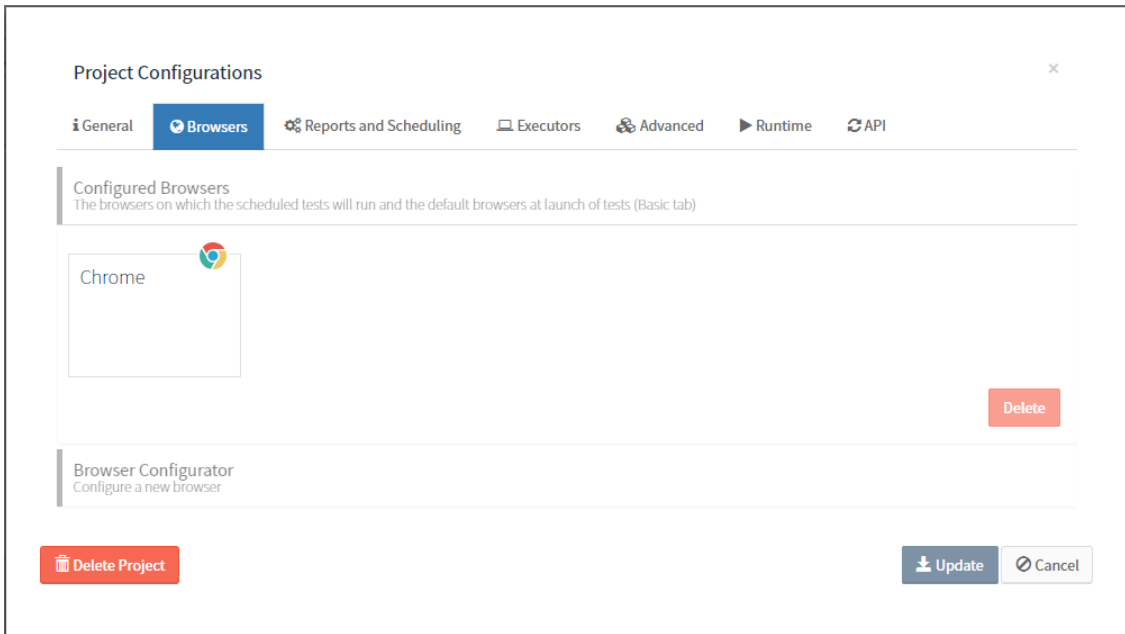 Project Configurations
×
General Browsers Reports and Scheduling Executors Advanced Runtime API
Configured Browsers
The browsers on which the scheduled tests will run and the default browsers at launch of tests (Basic tab)
Chrome
Delete
Browser Configurator
Configure a new browser
Delete Project Update Cancel